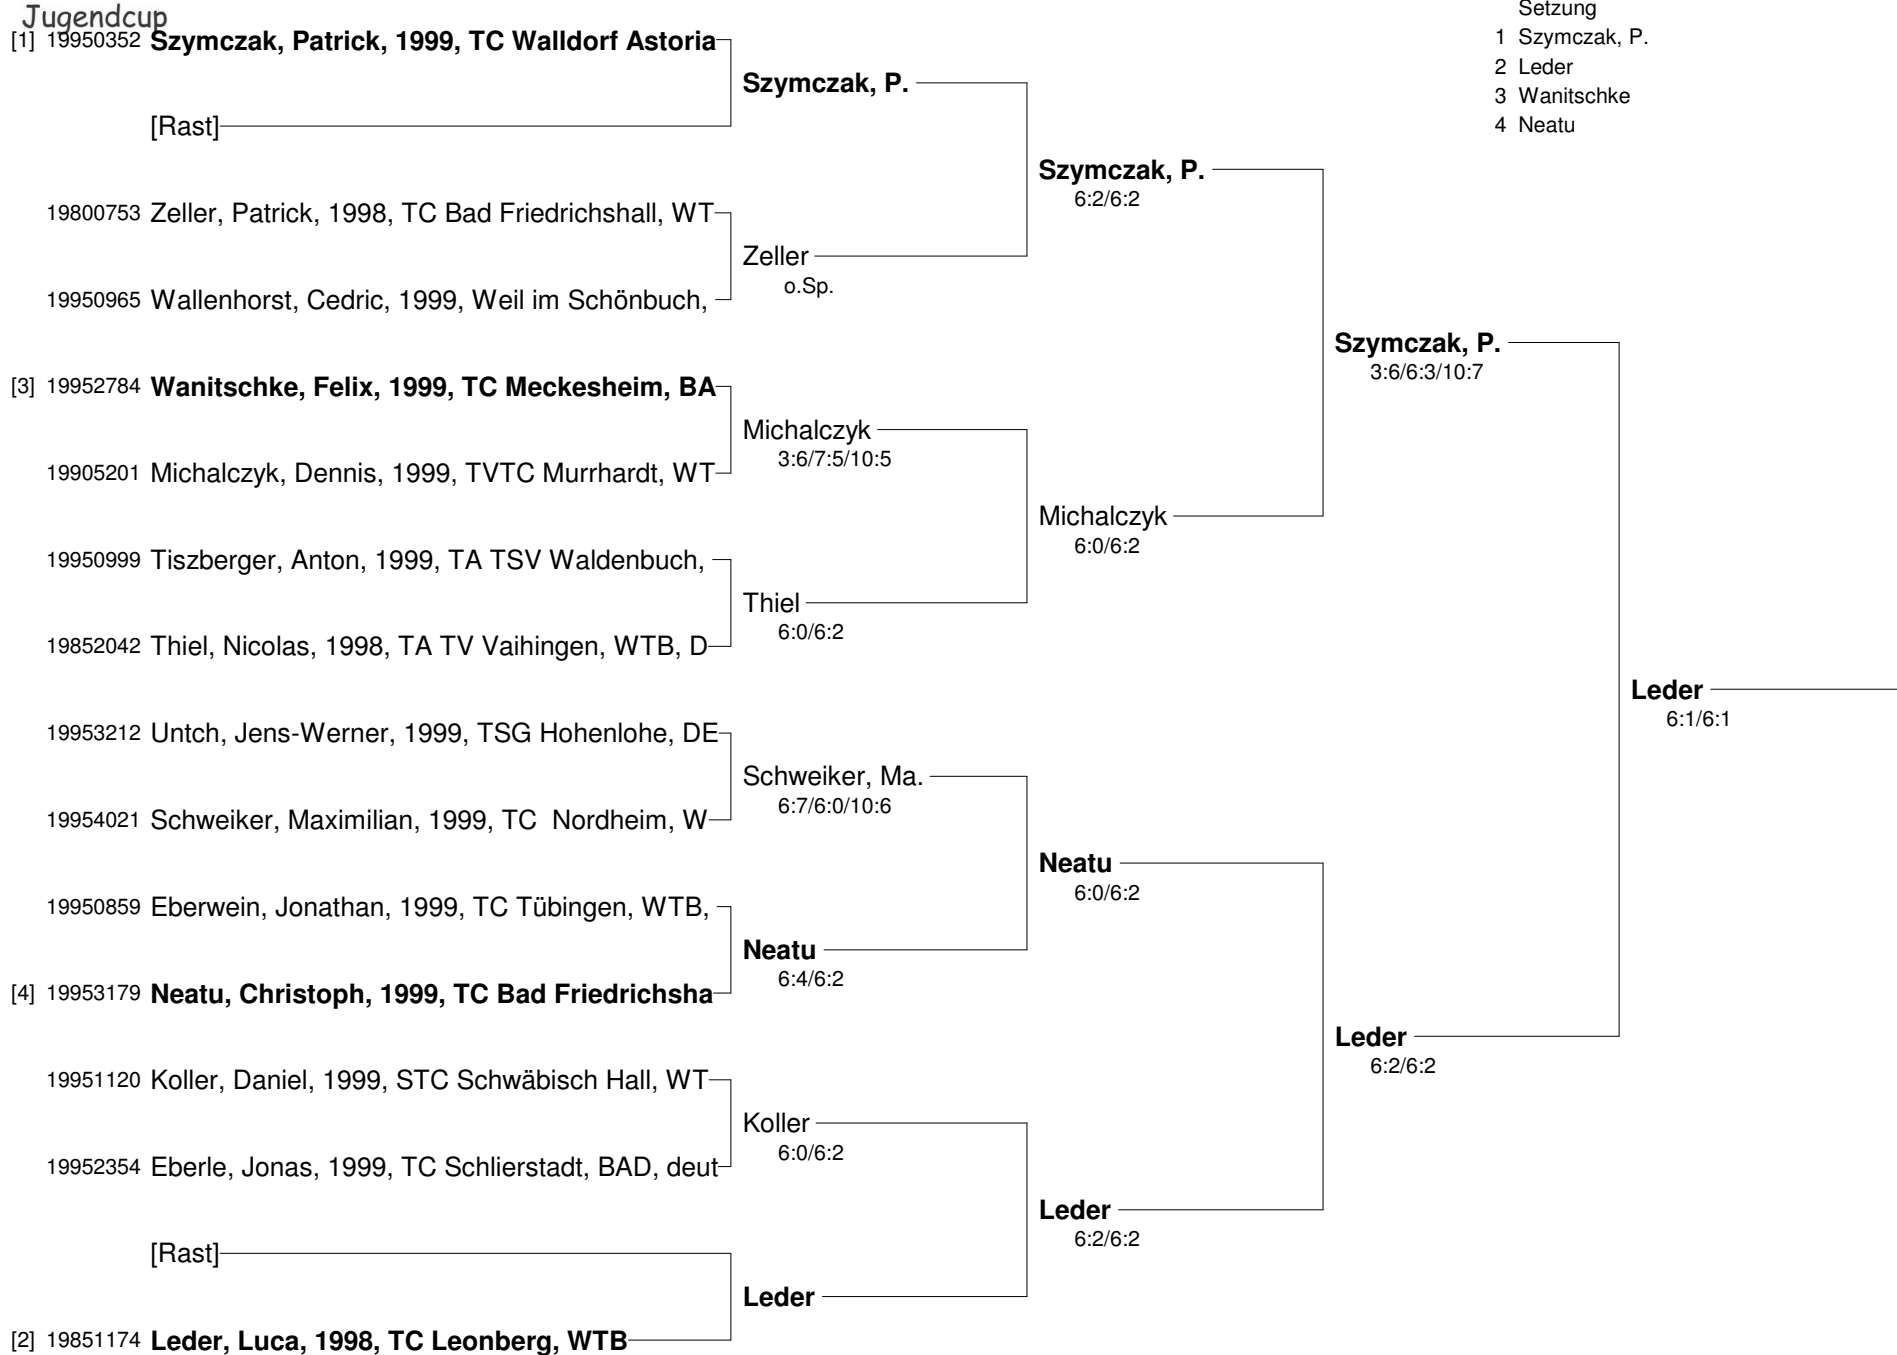 Jugendcup
Setzung
1 Szymczak, P.
2 Leder
3 Wanitschke
4 Neatu
[1] 19950352 Szymczak, Patrick, 1999, TC Walldorf Astoria
Szymczak, P.
[Rast]
Szymczak, P.
6:2/6:2
19800753 Zeller, Patrick, 1998, TC Bad Friedrichshall, WT
Zeller
o.Sp.
19950965 Wallenhorst, Cedric, 1999, Weil im Schönbuch,
Szymczak, P.
3:6/6:3/10:7
[3] 19952784 Wanitschke, Felix, 1999, TC Meckesheim, BA
Michalczyk
3:6/7:5/10:5
19905201 Michalczyk, Dennis, 1999, TVTC Murrhardt, WT
Michalczyk
6:0/6:2
19950999 Tiszberger, Anton, 1999, TA TSV Waldenbuch,
Thiel
6:0/6:2
19852042 Thiel, Nicolas, 1998, TA TV Vaihingen, WTB, D
Leder
6:1/6:1
19953212 Untch, Jens-Werner, 1999, TSG Hohenlohe, DE
Schweiker, Ma.
6:7/6:0/10:6
19954021 Schweiker, Maximilian, 1999, TC Nordheim, W
Neatu
6:0/6:2
19950859 Eberwein, Jonathan, 1999, TC Tübingen, WTB,
Neatu
6:4/6:2
[4] 19953179 Neatu, Christoph, 1999, TC Bad Friedrichsha
Leder
6:2/6:2
19951120 Koller, Daniel, 1999, STC Schwäbisch Hall, WT
Koller
6:0/6:2
19952354 Eberle, Jonas, 1999, TC Schlierstadt, BAD, deut
Leder
6:2/6:2
[Rast]
Leder
[2] 19851174 Leder, Luca, 1998, TC Leonberg, WTB